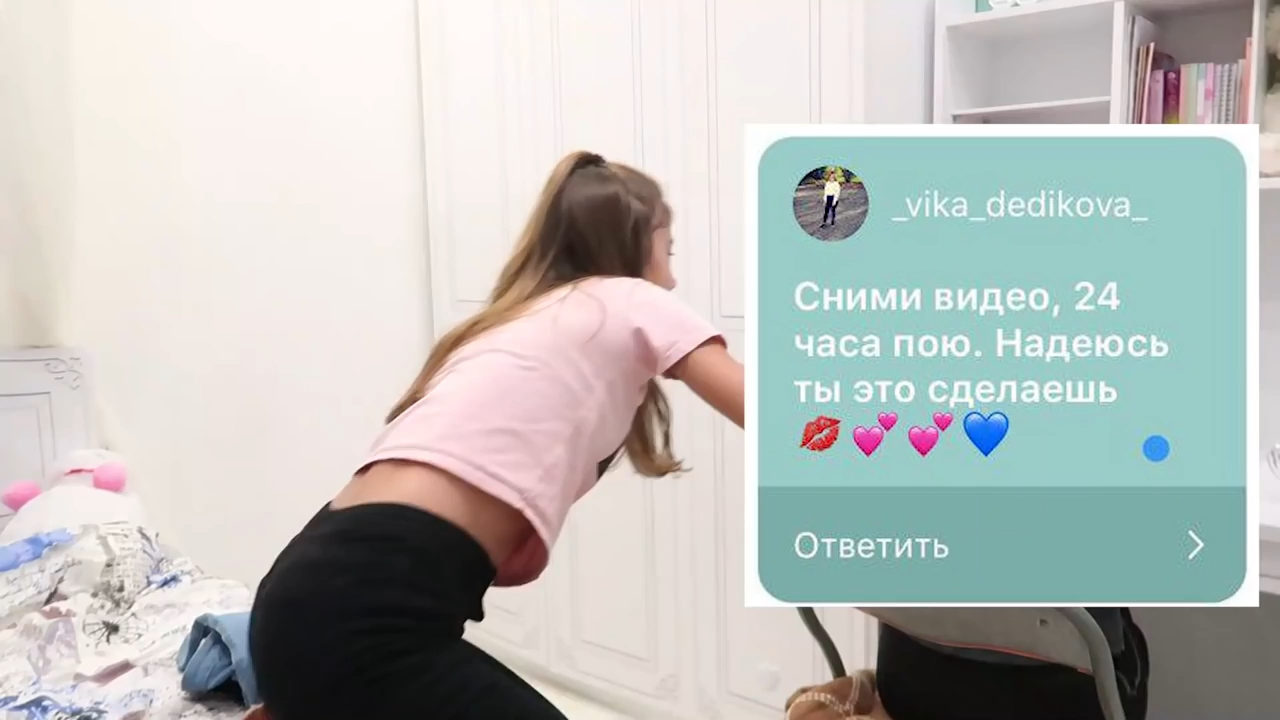 _vika_dedikova_
Сними видео, 24
часа пою. Надеюсь
ты это сделаешь
💋💕💕💙
Ответить